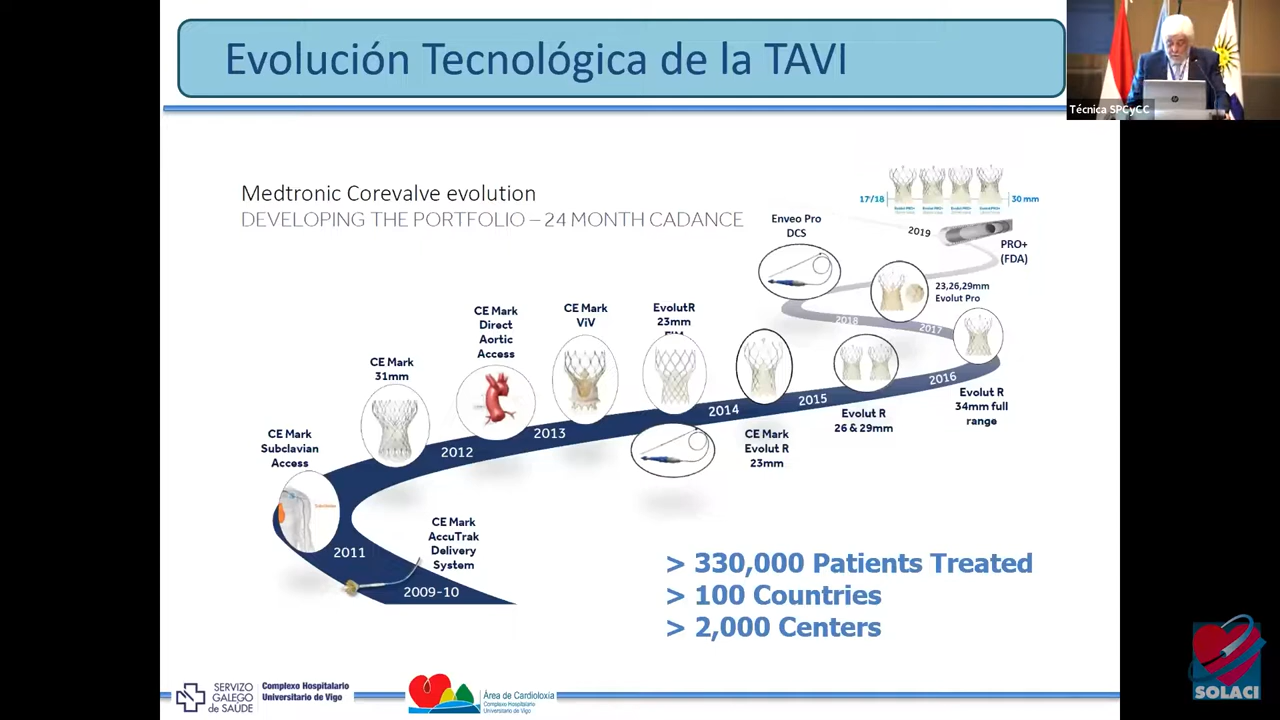 Evolución Tecnológica de la TAVI
Técnica SPCyCC
Medtronic Corevalve evolution
DEVELOPING THE PORTFOLIO – 24 MONTH CADANCE
17/18
30 mm
Enveo Pro
DCS
2019
PRO+
(FDA)
23,26,29mm
Evolut Pro
2018
2017
CE Mark
Direct
Aortic
Access
CE Mark
ViV
EvolutR
23mm
CE Mark
31mm
2016
Evolut R
34mm full
range
2015
Evolut R
26 & 29mm
2014
CE Mark
Evolut R
23mm
2013
2012
CE Mark
Subclavian
Access
2011
CE Mark
AccuTrak
Delivery
System
2009-10
> 330,000 Patients Treated
> 100 Countries
> 2,000 Centers
SERVIZO
GALEGO
de SAÚDE
Complexo Hospitalario
Universitario de Vigo
Área de Cardioloxía
Complexo Hospitalario
Universitario de Vigo
SOLACI